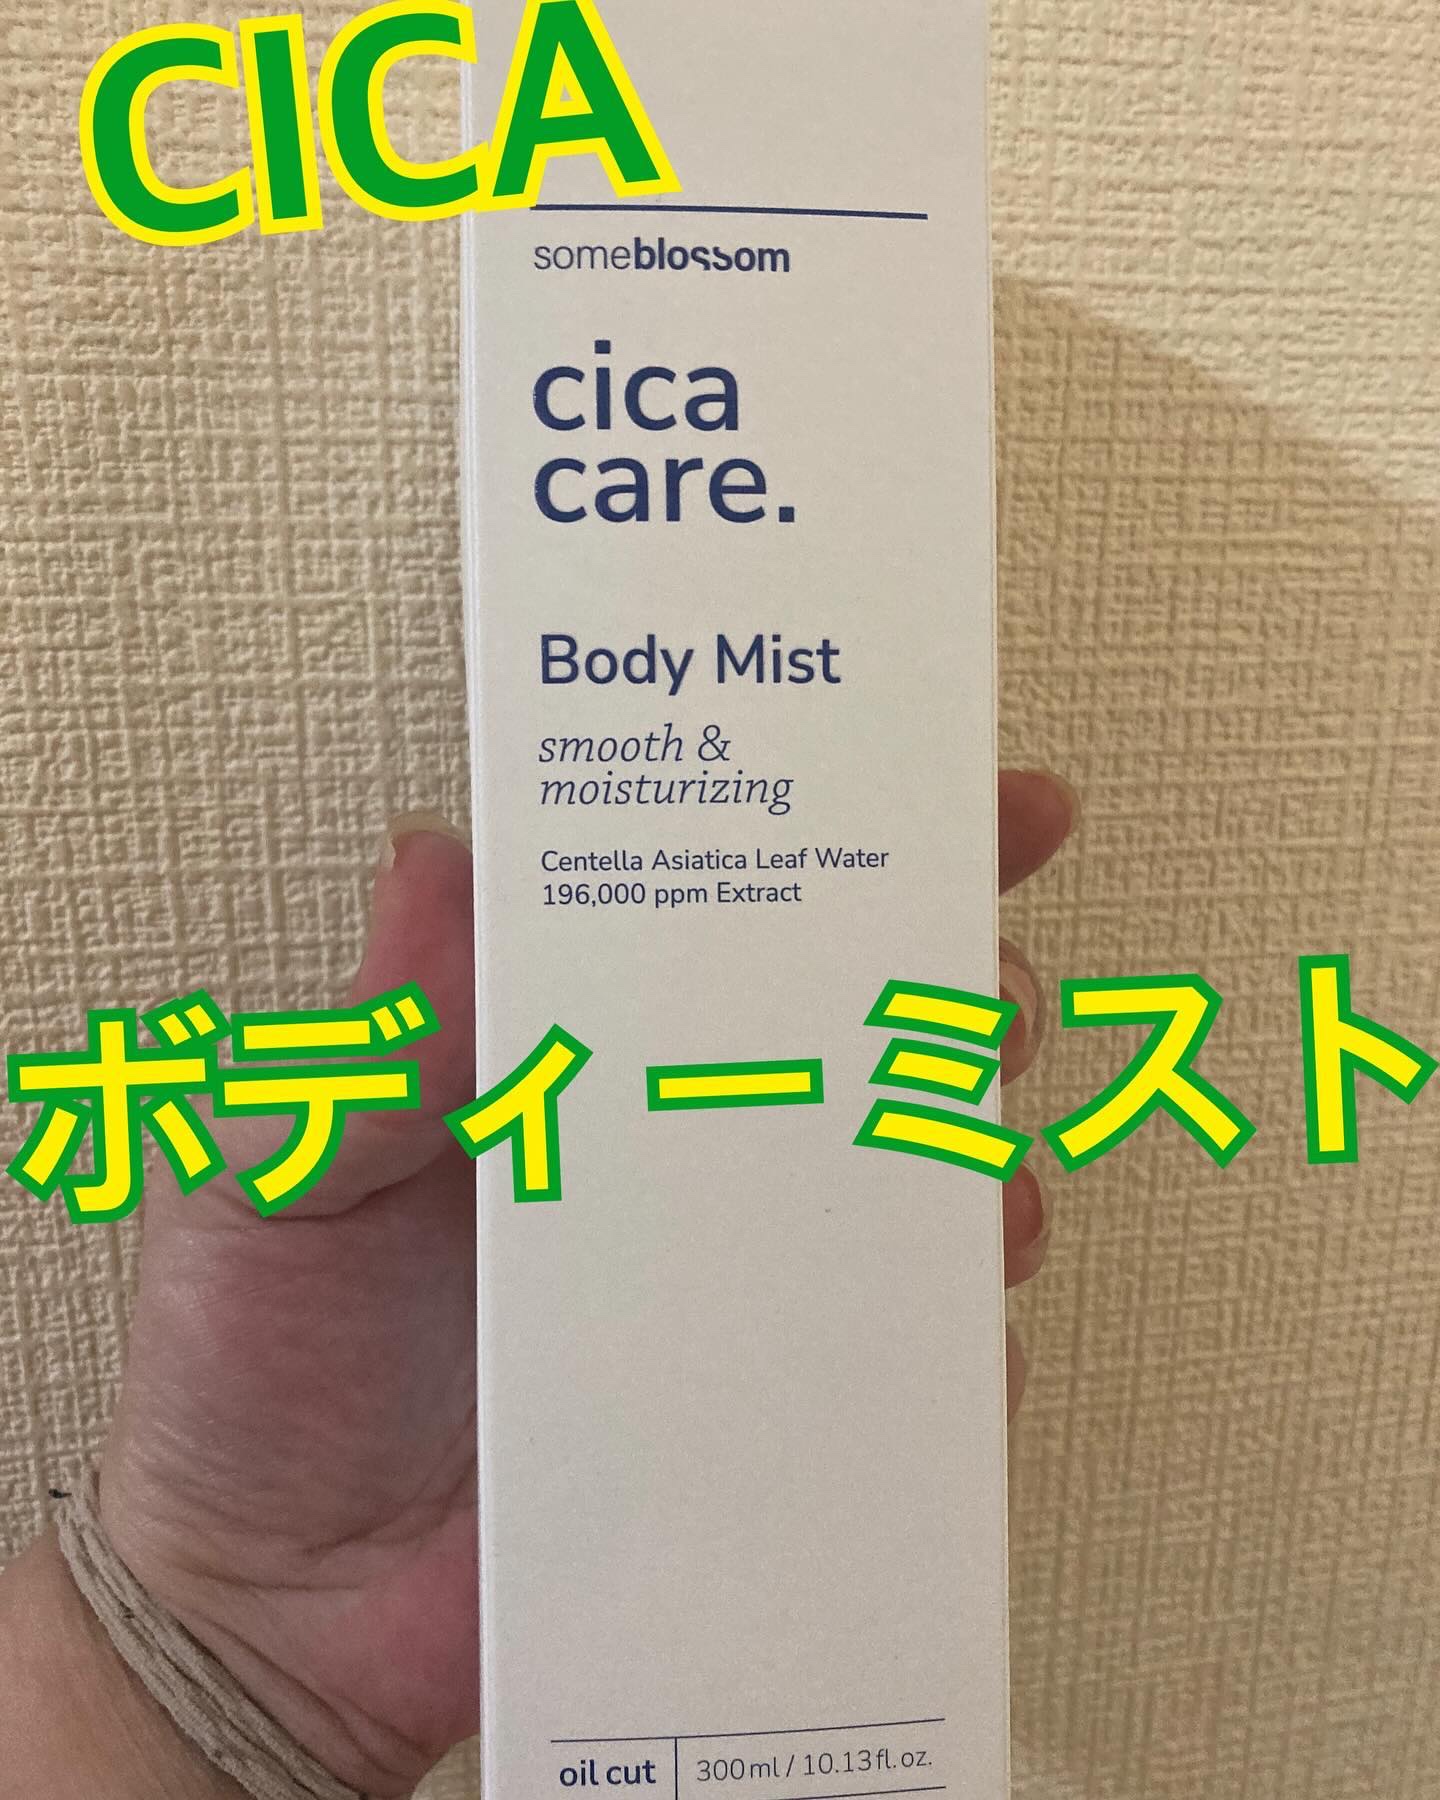 CICA
someblossom
cica
care.
Body Mist
smooth &
moisturizing
Centella Asiatica Leaf Water
196,000 ppm Extract
ボディーミスト
oil cut 300ml / 10.13fl.oz.